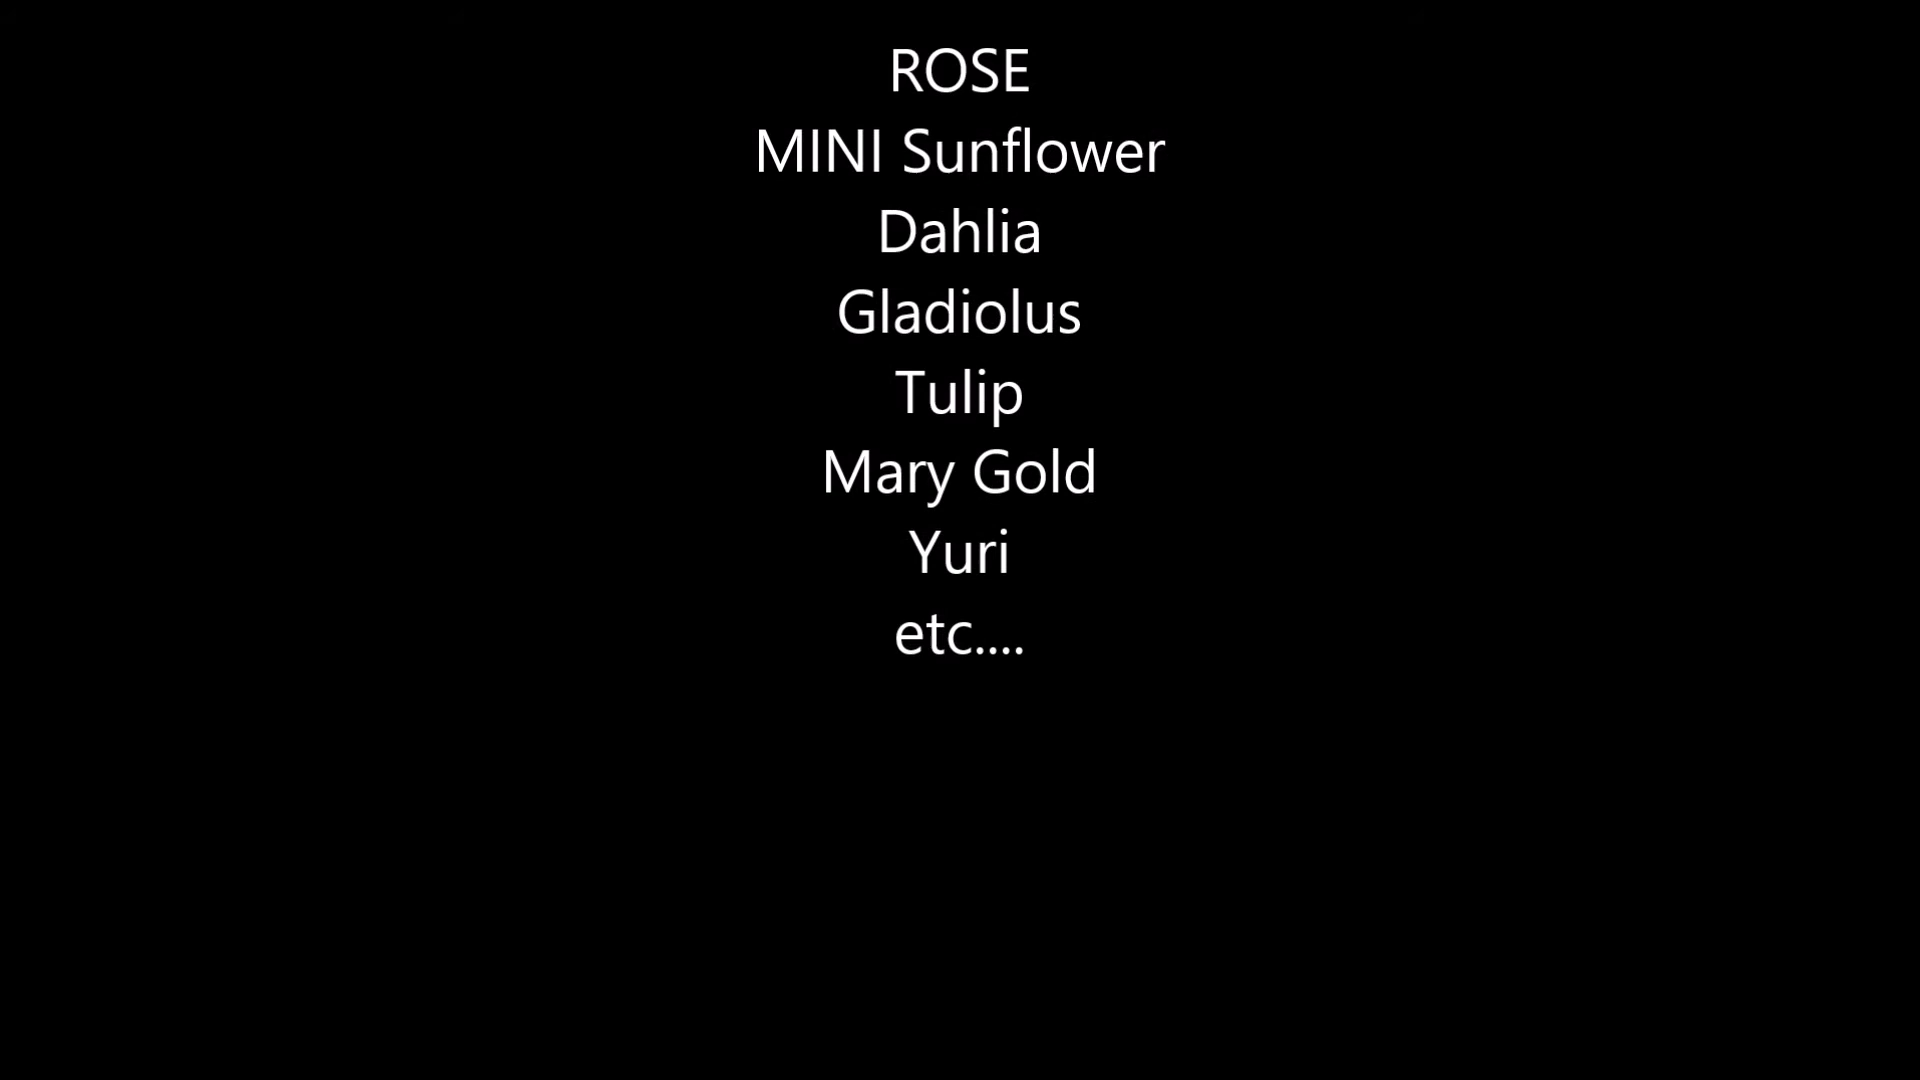 ROSE
MINI Sunflower
Dahlia
Gladiolus
Tulip
Mary Gold
Yuri
etc....